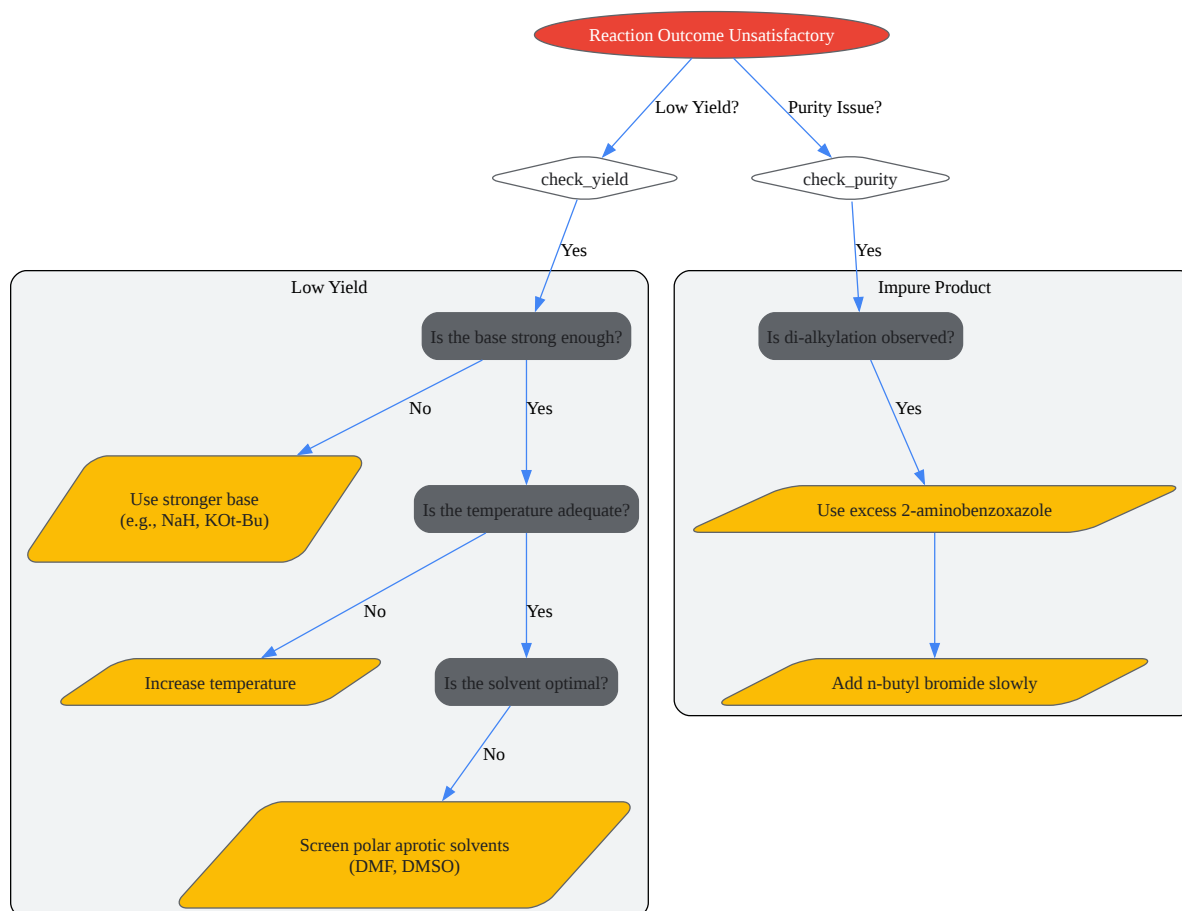 Reaction Outcome Unsatisfactory
Low Yield?
Purity Issue?
check_yield
check_purity
Yes
Yes
Low Yield
Impure Product
Is the base strong enough?
Is di-alkylation observed?
No
Yes
Yes
Use stronger base
(e.g., NaH, KOt-Bu)
Is the temperature adequate?
Use excess 2-aminobenzoxazole
No
Yes
Increase temperature
Is the solvent optimal?
Add n-butyl bromide slowly
No
Screen polar aprotic solvents
(DMF, DMSO)